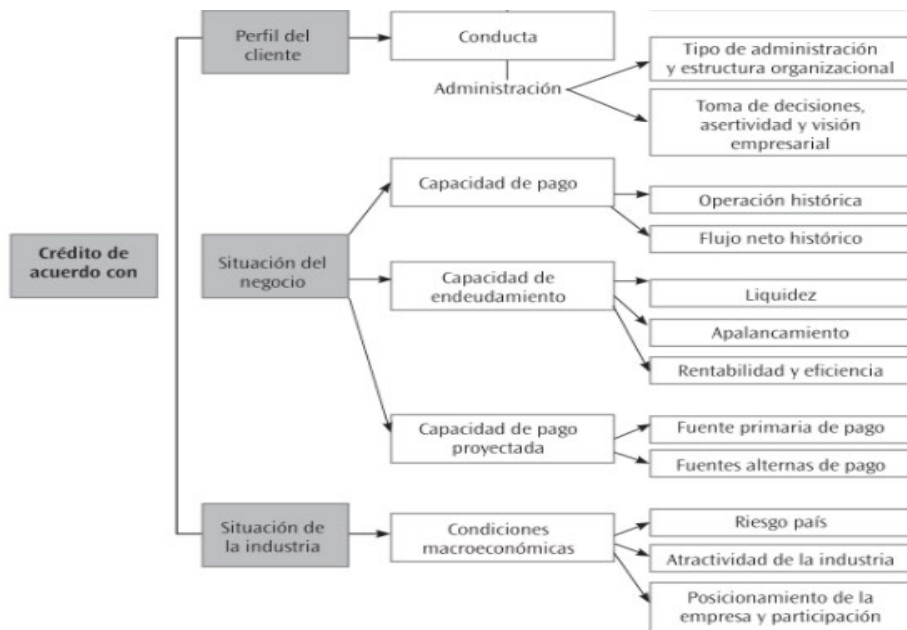 Perfil del
cliente
Conducta
Administración
Tipo de administración
y estructura organizacional
Toma de decisiones,
asertividad y visión
empresarial
Crédito de
acuerdo con
Situación del
negocio
Capacidad de pago
Operación histórica
Flujo neto histórico
Capacidad de
endeudamiento
Liquidez
Apalancamiento
Rentabilidad y eficiencia
Capacidad de pago
proyectada
Fuente primaria de pago
Fuentes alternas de pago
Situación de
la industria
Condiciones
macroeconómicas
Riesgo país
Atractividad de la industria
Posicionamiento de la
empresa y participación